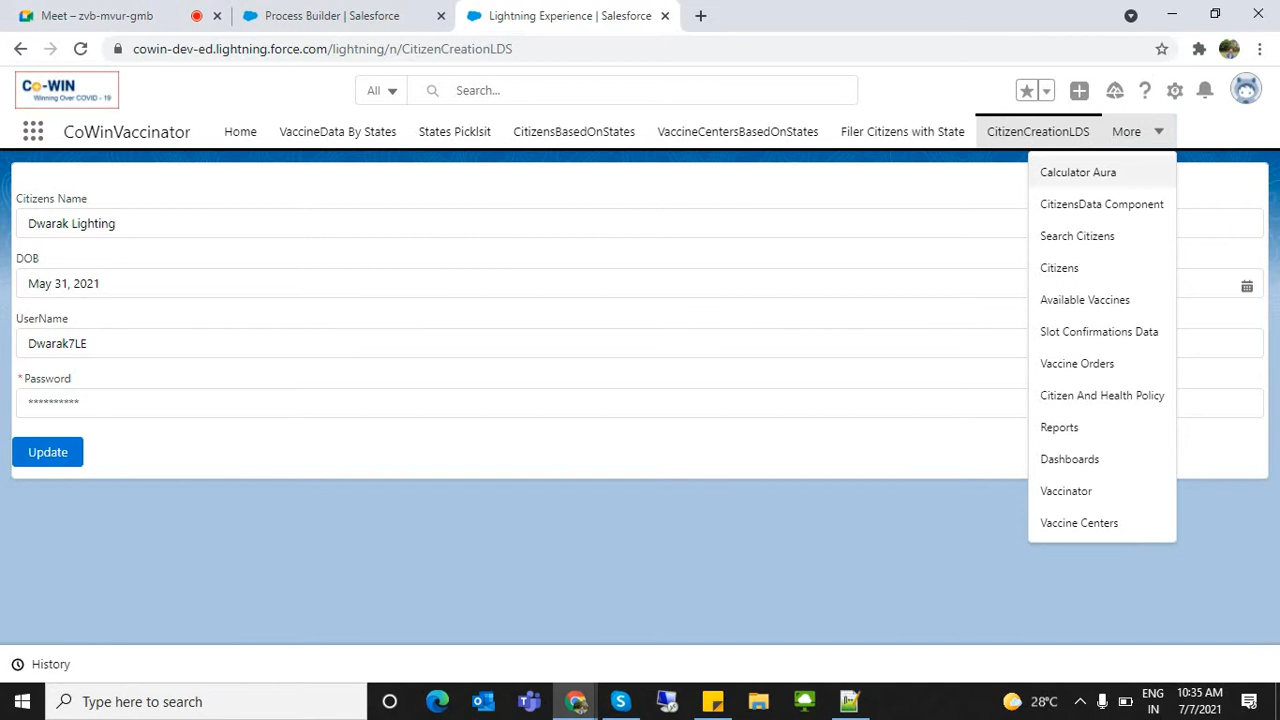 Meet – zvb-mvur-gmb
Process Builder | Salesforce
Lightning Experience | Salesforce
cowin-dev-ed.lightning.force.com/lightning/n/CitizenCreationLDS
Co-WIN
Winning Over COVID - 19
All
Search...
CoWinVaccinator
Home
VaccineData By States
States Picklsit
CitizensBasedOnStates
VaccineCentersBasedOnStates
Filer Citizens with State
CitizenCreationLDS
More
Calculator Aura
CitizensData Component
Search Citizens
Citizens
Available Vaccines
Slot Confirmations Data
Vaccine Orders
Citizen And Health Policy
Reports
Dashboards
Vaccinator
Vaccine Centers
Citizens Name
Dwarak Lighting
DOB
May 31, 2021
UserName
Dwarak7LE
*Password
**********
Update
History
Type here to search
28°C
ENG
IN
10:35 AM
7/7/2021